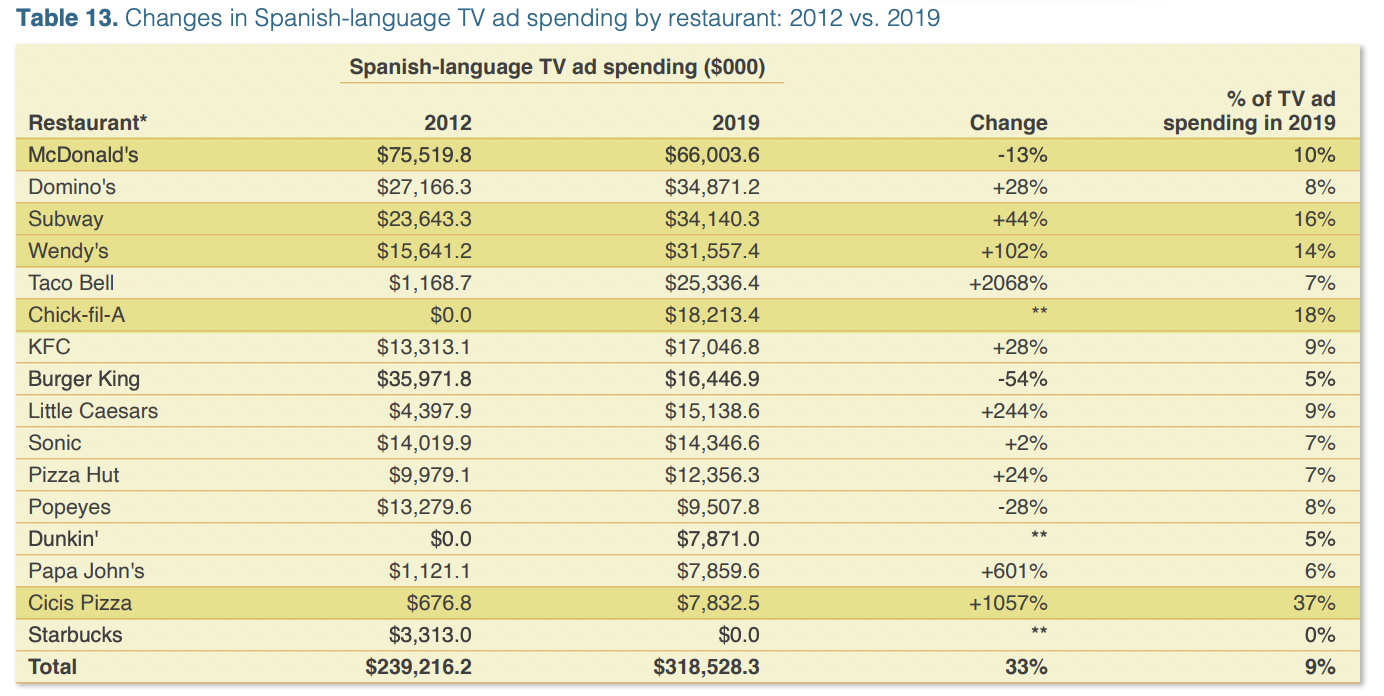 Table 13. Changes in Spanish-language TV ad spending by restaurant: 2012 vs. 2019
Spanish-language TV ad spending ($000)
% of TV ad
Restaurant* 2012 2019 Change spending in 2019
McDonald's $75,519.8 $66,003.6 -13% 10%
Domino's $27,166.3 $34,871.2 +28% 8%
Subway $23,643.3 $34,140.3 +44% 16%
Wendy's $15,641.2 $31,557.4 +102% 14%
Taco Bell $1,168.7 $25,336.4 +2068% 7%
Chick-fil-A $0.0 $18,213.4 ** 18%
KFC $13,313.1 $17,046.8 +28% 9%
Burger King $35,971.8 $16,446.9 -54% 5%
Little Caesars $4,397.9 $15,138.6 +244% 9%
Sonic $14,019.9 $14,346.6 +2% 7%
Pizza Hut $9,979.1 $12,356.3 +24% 7%
Popeyes $13,279.6 $9,507.8 -28% 8%
Dunkin' $0.0 $7,871.0 ** 5%
Papa John's $1,121.1 $7,859.6 +601% 6%
Cicis Pizza $676.8 $7,832.5 +1057% 37%
Starbucks $3,313.0 $0.0 ** 0%
Total $239,216.2 $318,528.3 33% 9%